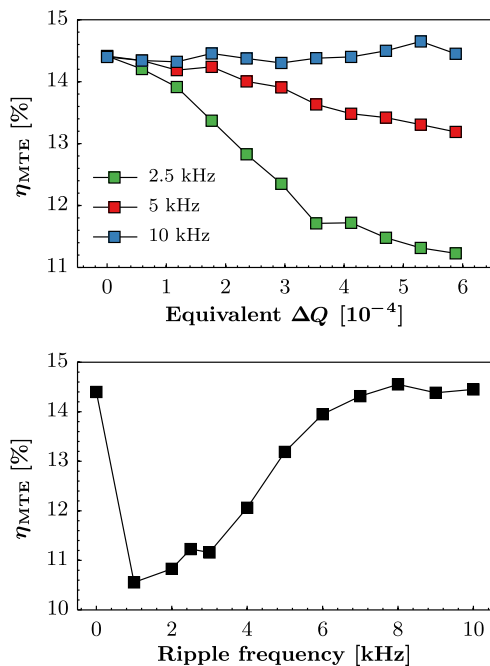 15
14
13
12
11
η_MTE [%]
2.5 kHz
5 kHz
10 kHz
0 1 2 3 4 5 6
Equivalent ΔQ [10⁻⁴]
15
14
13
12
11
10
η_MTE [%]
0 2 4 6 8 10
Ripple frequency [kHz]